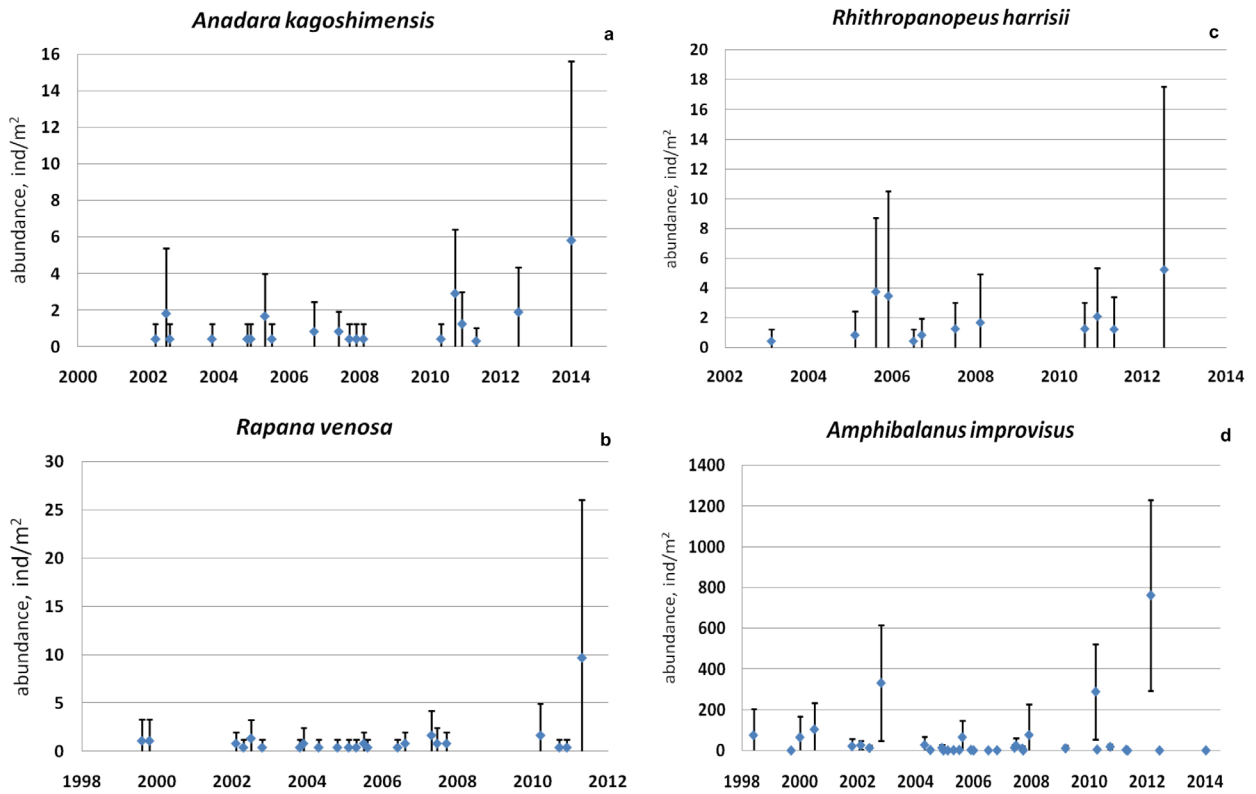 Anadara kagoshimensis
a
abundance, ind/m²
16
14
12
10
8
6
4
2
0
2000 2002 2004 2006 2008 2010 2012 2014
Rhithropanopeus harrisii
c
abundance, ind/m²
20
18
16
14
12
10
8
6
4
2
0
2002 2004 2006 2008 2010 2012 2014
Rapana venosa
b
abundance, ind/m²
30
25
20
15
10
5
0
1998 2000 2002 2004 2006 2008 2010 2012
Amphibalanus improvisus
d
abundance, ind/m²
1400
1200
1000
800
600
400
200
0
1998 2000 2002 2004 2006 2008 2010 2012 2014